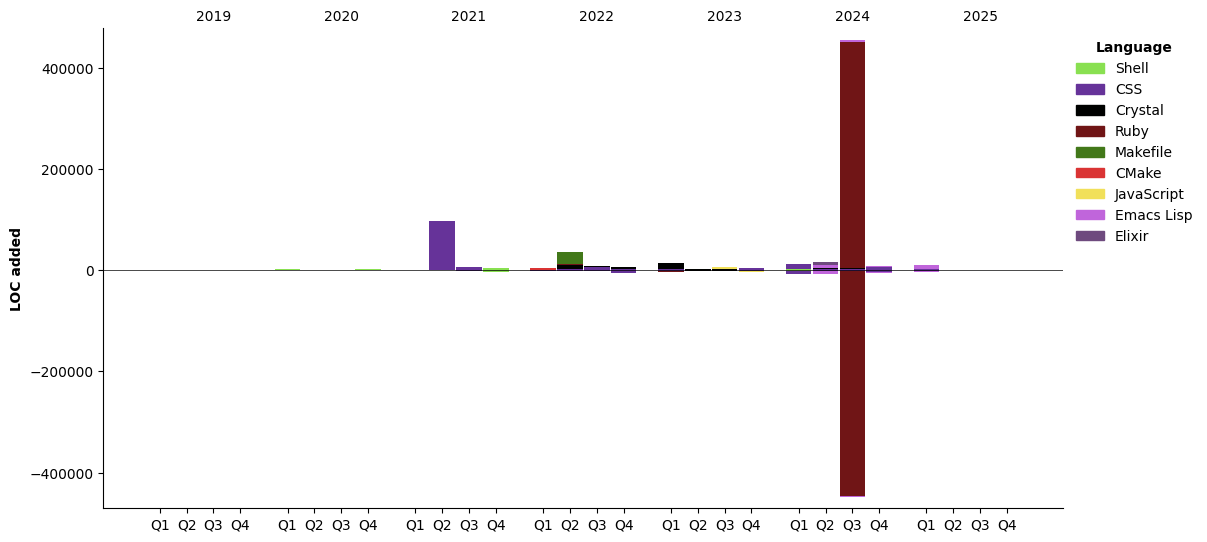 2019 2020 2021 2022 2023 2024 2025
LOC added
400000
200000
0
−200000
−400000
Q1 Q2 Q3 Q4 Q1 Q2 Q3 Q4 Q1 Q2 Q3 Q4 Q1 Q2 Q3 Q4 Q1 Q2 Q3 Q4 Q1 Q2 Q3 Q4 Q1 Q2 Q3 Q4
Language
Shell
CSS
Crystal
Ruby
Makefile
CMake
JavaScript
Emacs Lisp
Elixir